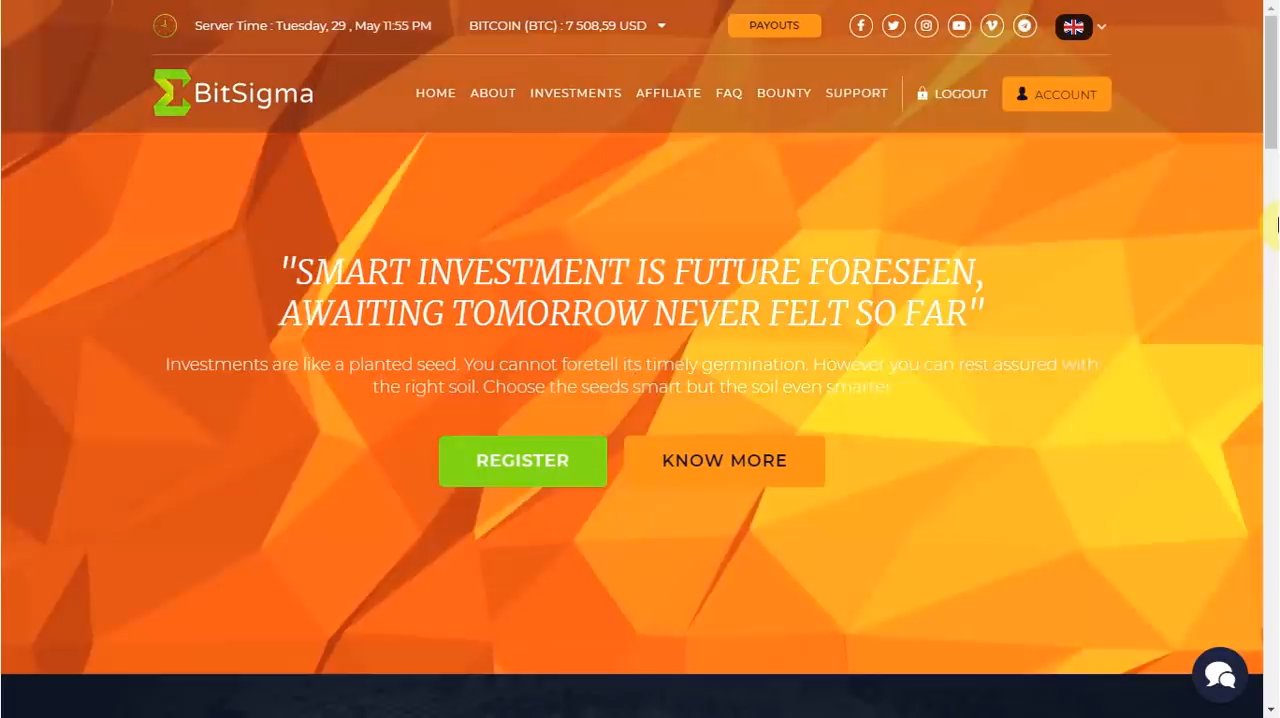 Server Time : Tuesday, 29 , May 11:55 PM
BITCOIN (BTC) : 7 508,59 USD
PAYOUTS
BitSigma
HOME ABOUT INVESTMENTS AFFILIATE FAQ BOUNTY SUPPORT LOGOUT ACCOUNT
"SMART INVESTMENT IS FUTURE FORESEEN,
AWAITING TOMORROW NEVER FELT SO FAR"
Investments are like a planted seed. You cannot foretell its timely germination. However you can rest assured with
the right soil. Choose the seeds smart but the soil even smarter.
REGISTER
KNOW MORE